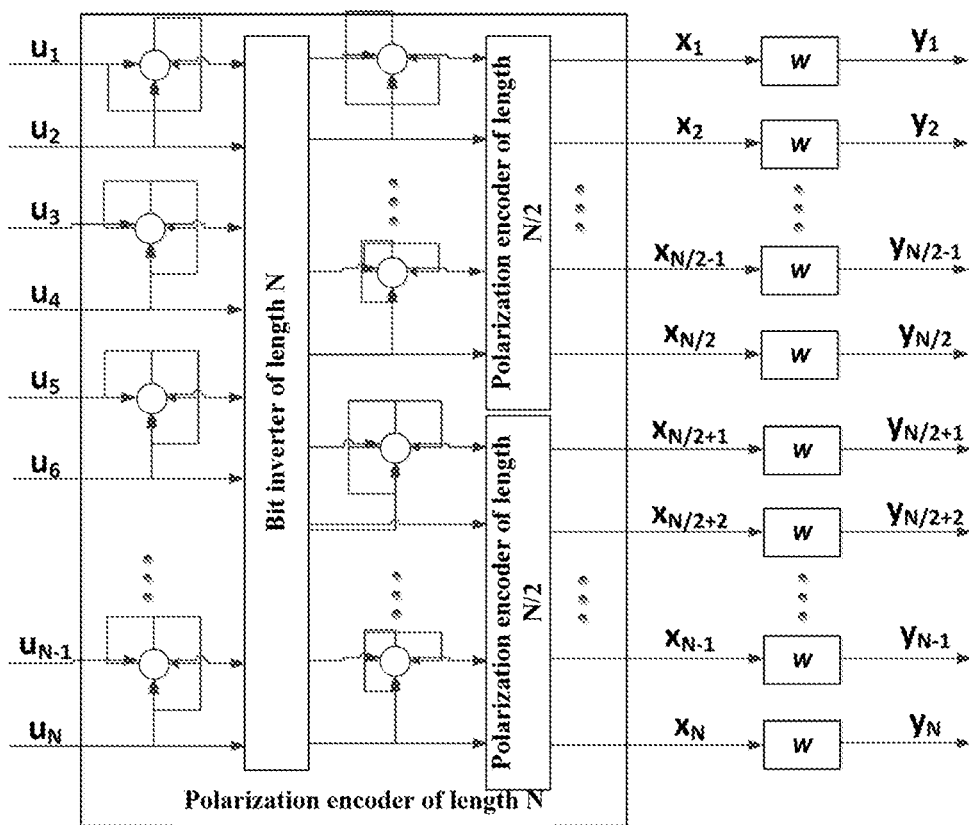 u1 x1 W y1
u2 x2 W y2
u3
u4 xN/2-1 W yN/2-1
u5 xN/2 W yN/2
u6 xN/2+1 W yN/2+1
xN/2+2 W yN/2+2
uN-1 xN-1 W yN-1
uN xN W yN
Bit inverter of length N
Polarization encoder of length
N/2
Polarization encoder of length
N/2
Polarization encoder of length N